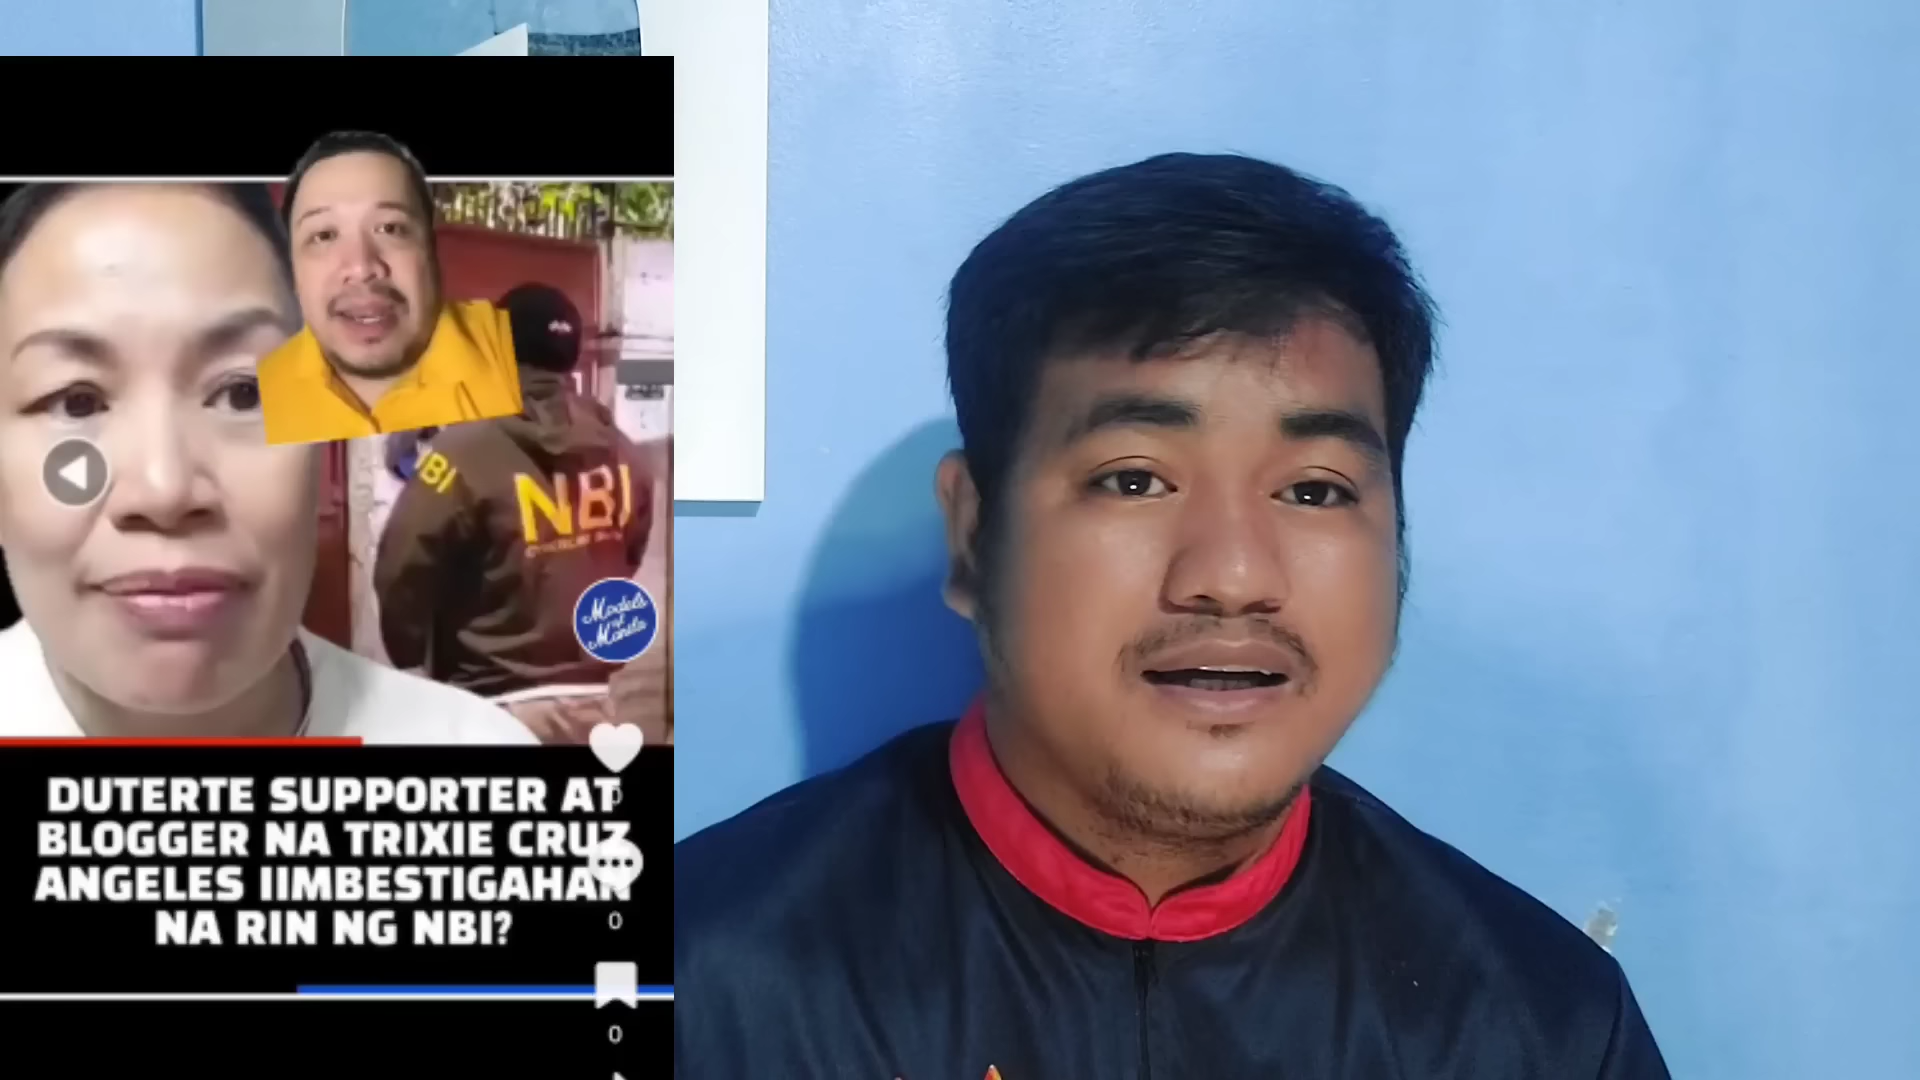 NBI
NBI
Models
of
Manila
DUTERTE SUPPORTER AT
BLOGGER NA TRIXIE CRUZ
ANGELES IIMBESTIGAHAN
NA RIN NG NBI?
0
0
0